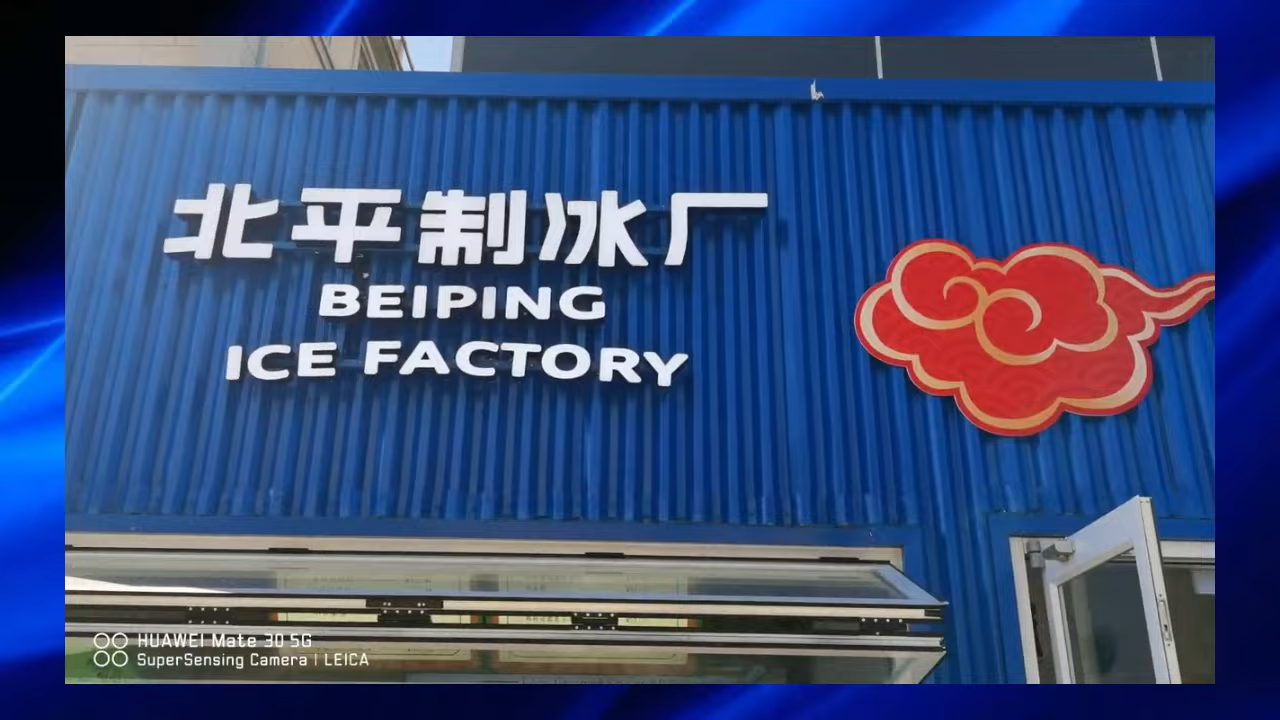 北平制冰厂
BEIPING
ICE FACTORY
HUAWEI Mate 30 5G
SuperSensing Camera | LEICA